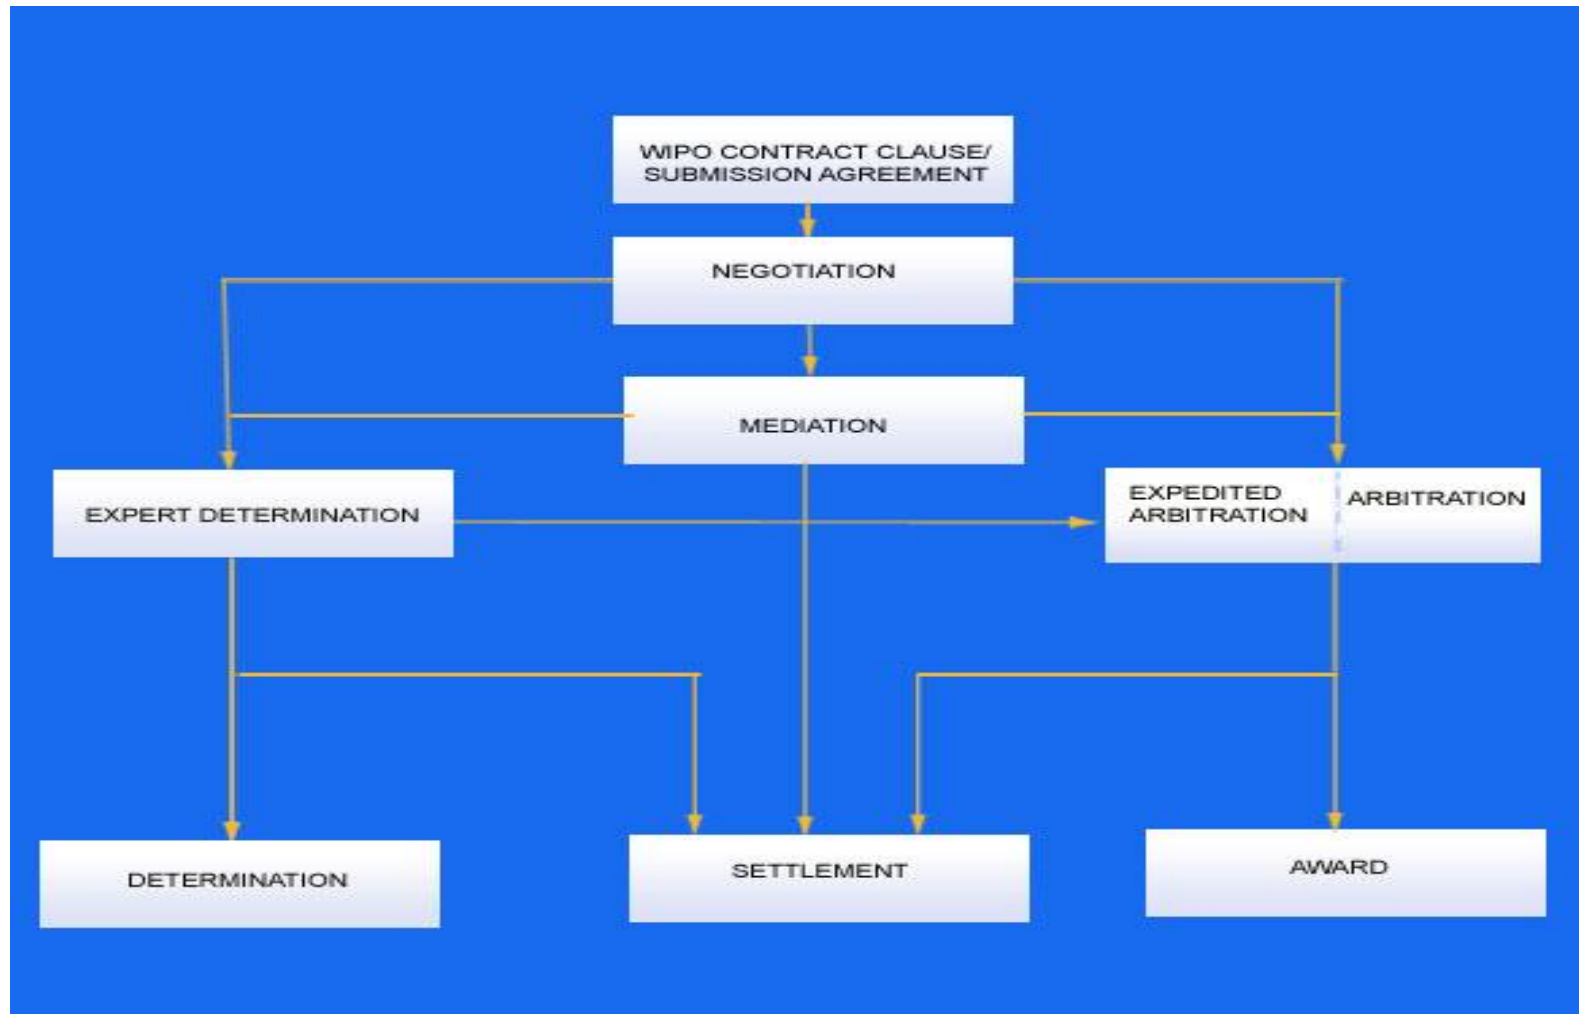 WIPO CONTRACT CLAUSE/
SUBMISSION AGREEMENT
NEGOTIATION
MEDIATION
EXPERT DETERMINATION
EXPEDITED
ARBITRATION
ARBITRATION
DETERMINATION
SETTLEMENT
AWARD